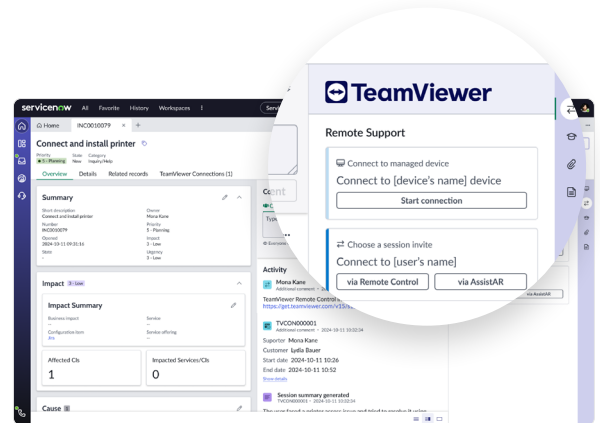 servicenow All Favorite History Workspaces
Home INC0010079
Connect and install printer
Priority State Category
5 - Planning New Inquiry/Help
Overview Details Related records TeamViewer Connections (1)
Summary
Short description
Connect and install printer
Number
INC0010079
Opened
2024-10-11 09:31:16
State
--
Owner
Mona Kane
Priority
5 - Planning
Impact
3 - Low
Urgency
3 - Low
Impact 3 - Low
Impact Summary
Business impact
--
Service
--
Configuration item
Service offering
--
Affected CIs
1
Impacted Services/CIs
0
Cause
Activity
Mona Kane
Additional comment
TeamViewer Remote Control
TVCON000001
Additional comment • 2024-10-11 10:52:34
Suporter Mona Kane
Customer Lydia Bauer
Start date 2024-10-11 10:26
End date 2024-10-11 10:52
Show details
Session summary generated
TVCON000001 • 2024-10-11 10:52:34
TeamViewer
Remote Support
Connect to managed device
Connect to [device's name] device
Start connection
Choose a session invite
Connect to [user's name]
via Remote Control via AssistAR
via AssistAR